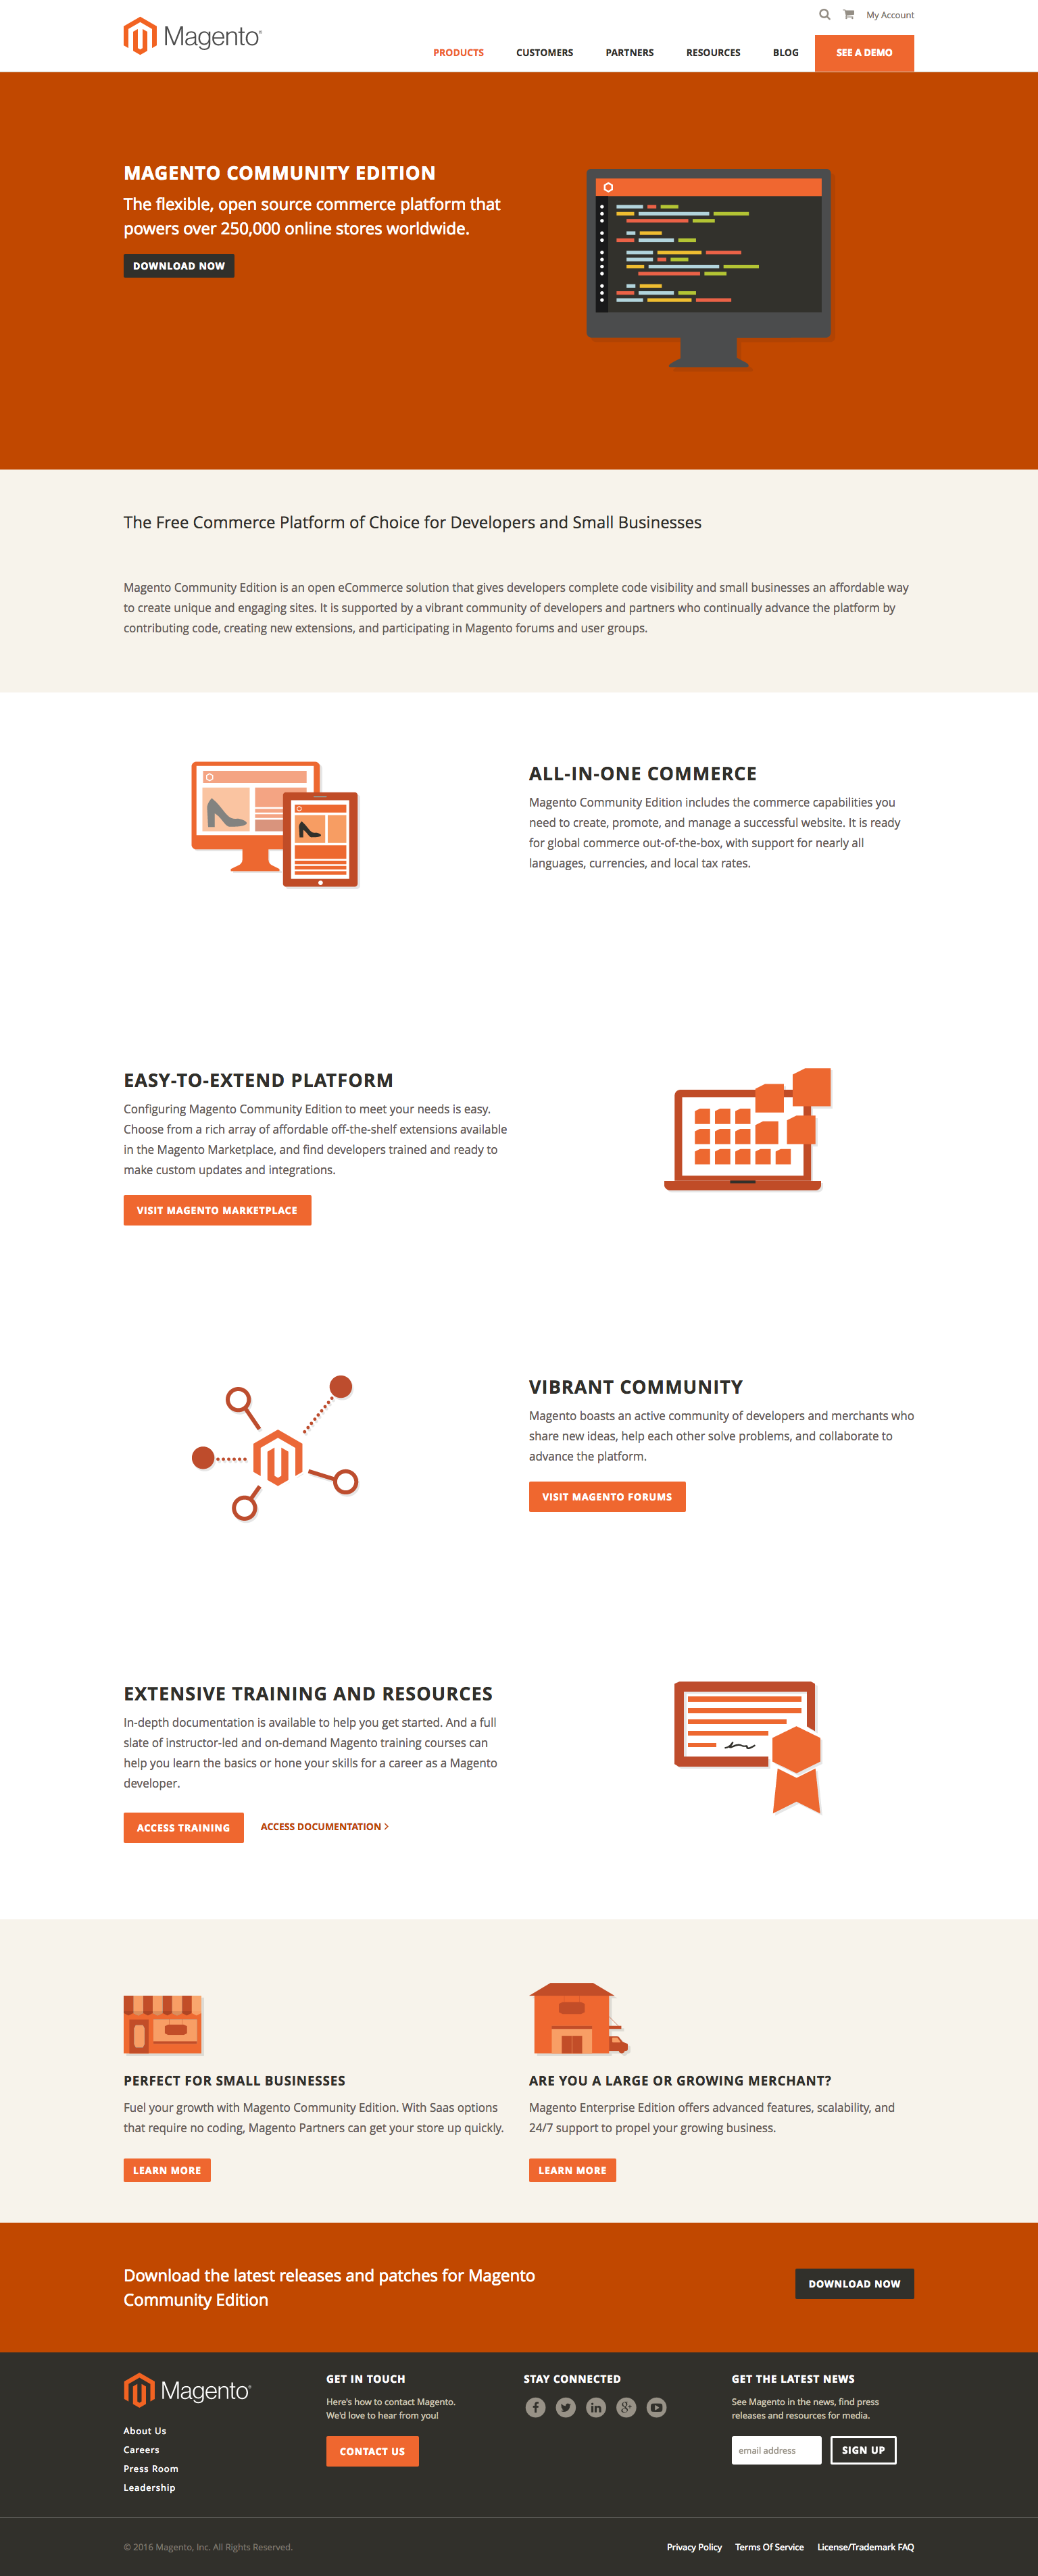 Magento
My Account
PRODUCTS
CUSTOMERS
PARTNERS
RESOURCES
BLOG
SEE A DEMO
MAGENTO COMMUNITY EDITION
The flexible, open source commerce platform that
powers over 250,000 online stores worldwide.
DOWNLOAD NOW
The Free Commerce Platform of Choice for Developers and Small Businesses
Magento Community Edition is an open eCommerce solution that gives developers complete code visibility and small businesses an affordable way
to create unique and engaging sites. It is supported by a vibrant community of developers and partners who continually advance the platform by
contributing code, creating new extensions, and participating in Magento forums and user groups.
ALL-IN-ONE COMMERCE
Magento Community Edition includes the commerce capabilities you
need to create, promote, and manage a successful website. It is ready
for global commerce out-of-the-box, with support for nearly all
languages, currencies, and local tax rates.
EASY-TO-EXTEND PLATFORM
Configuring Magento Community Edition to meet your needs is easy.
Choose from a rich array of affordable off-the-shelf extensions available
in the Magento Marketplace, and find developers trained and ready to
make custom updates and integrations.
VISIT MAGENTO MARKETPLACE
VIBRANT COMMUNITY
Magento boasts an active community of developers and merchants who
share new ideas, help each other solve problems, and collaborate to
advance the platform.
VISIT MAGENTO FORUMS
EXTENSIVE TRAINING AND RESOURCES
In-depth documentation is available to help you get started. And a full
slate of instructor-led and on-demand Magento training courses can
help you learn the basics or hone your skills for a career as a Magento
developer.
ACCESS TRAINING
ACCESS DOCUMENTATION >
PERFECT FOR SMALL BUSINESSES
Fuel your growth with Magento Community Edition. With Saas options
that require no coding, Magento Partners can get your store up quickly.
LEARN MORE
ARE YOU A LARGE OR GROWING MERCHANT?
Magento Enterprise Edition offers advanced features, scalability, and
24/7 support to propel your growing business.
LEARN MORE
Download the latest releases and patches for Magento
Community Edition
DOWNLOAD NOW
Magento
About Us
Careers
Press Room
Leadership
GET IN TOUCH
Here's how to contact Magento.
We'd love to hear from you!
CONTACT US
STAY CONNECTED
GET THE LATEST NEWS
See Magento in the news, find press
releases and resources for media.
email address
SIGN UP
© 2016 Magento, Inc. All Rights Reserved.
Privacy Policy
Terms Of Service
License/Trademark FAQ